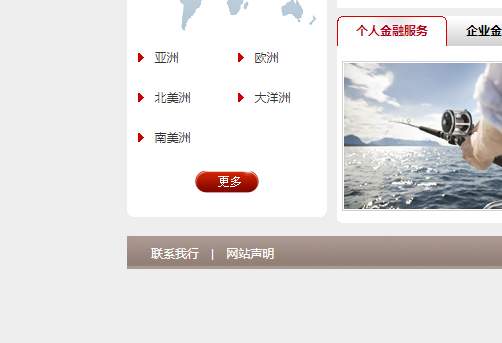 亚洲 欧洲
北美洲 大洋洲
南美洲
更多
个人金融服务 企业金
联系我行 | 网站声明